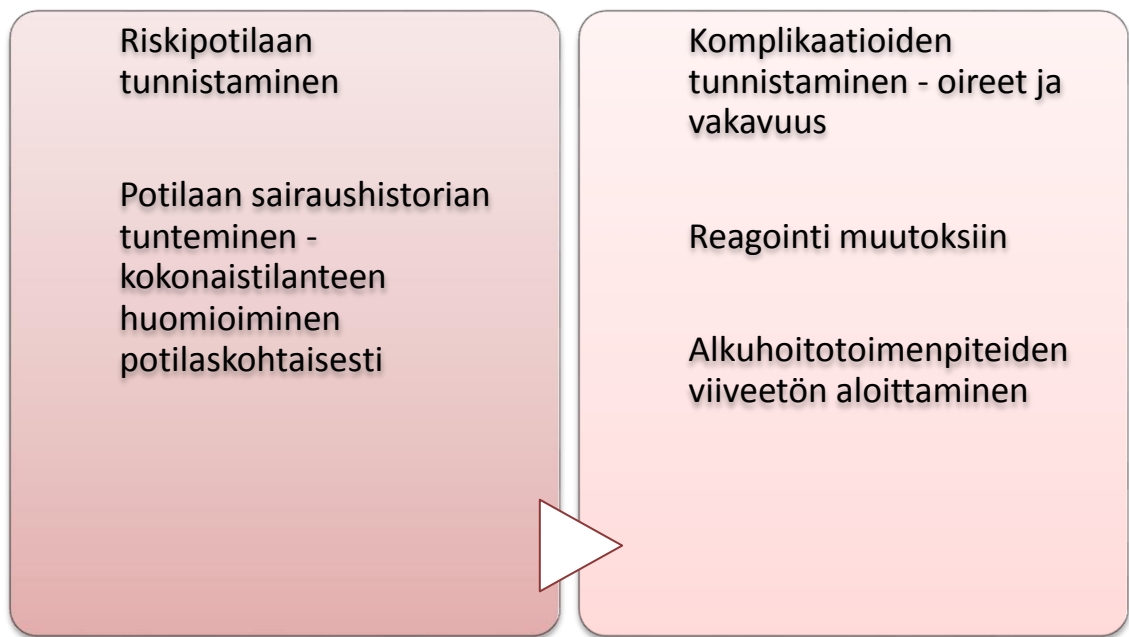 Riskipotilaan
tunnistaminen
Potilaan sairaushistorian
tunteminen -
kokonaistilanteen
huomioiminen
potilaskohtaisesti
Komplikaatioiden
tunnistaminen - oireet ja
vakavuus
Reagointi muutoksiin
Alkuhoitotoimenpiteiden
viiveetön aloittaminen